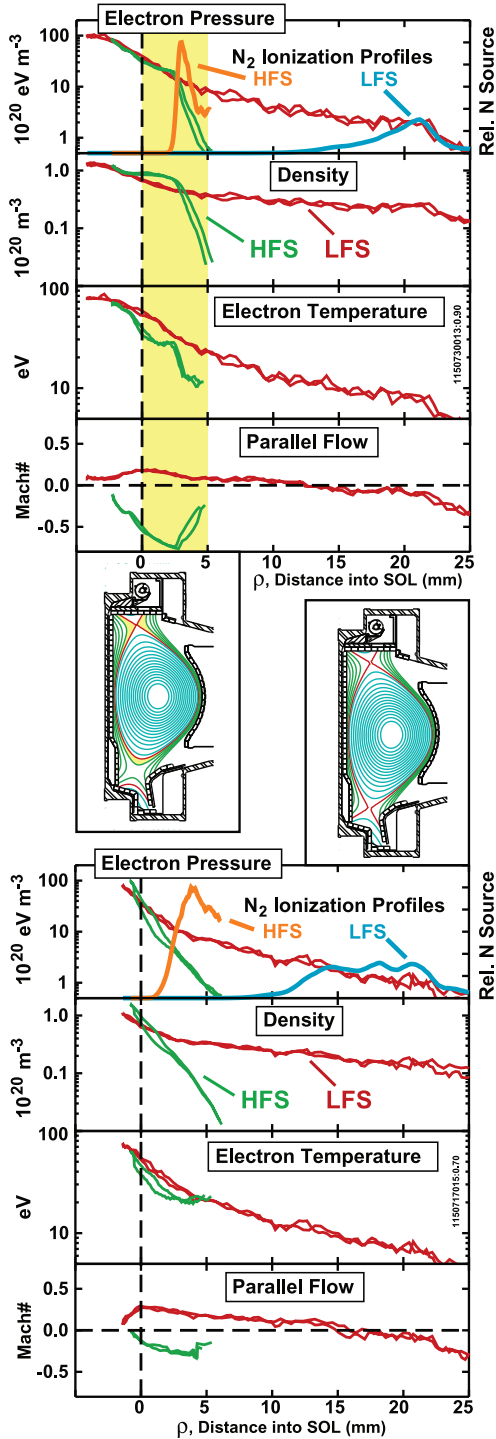 Electron Pressure
10^20 eV m^-3
100
10
1
N2 Ionization Profiles
HFS
LFS
Rel. N Source
Density
10^20 m^-3
1.0
0.1
HFS
LFS
Electron Temperature
eV
100
10
1150730013:0.90
Parallel Flow
Mach#
0.5
0.0
-0.5
0 5 10 15 20 25
ρ, Distance into SOL (mm)
Electron Pressure
10^20 eV m^-3
100
10
1
N2 Ionization Profiles
HFS
LFS
Rel. N Source
Density
10^20 m^-3
1.0
0.1
HFS
LFS
Electron Temperature
eV
100
10
1150717015:0.70
Parallel Flow
Mach#
0.5
0.0
-0.5
0 5 10 15 20 25
ρ, Distance into SOL (mm)